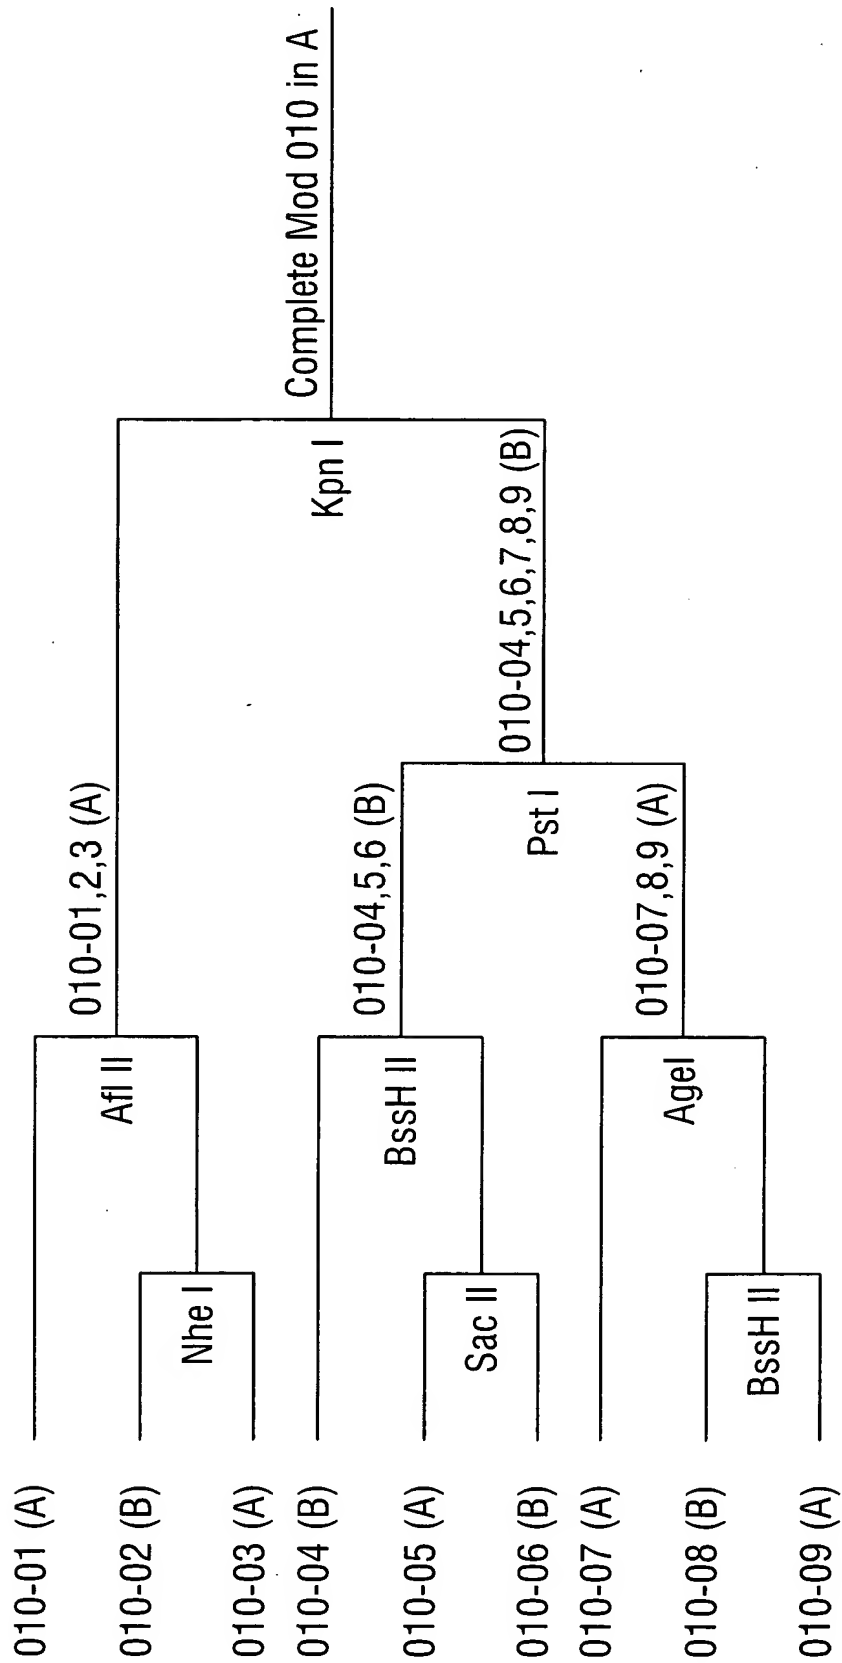 010-01 (A)
010-02 (B)
010-03 (A)
010-04 (B)
010-05 (A)
010-06 (B)
010-07 (A)
010-08 (B)
010-09 (A)
Nhe I
Sac II
BssH II
Afl II
BssH II
AgeI
010-01,2,3 (A)
010-04,5,6 (B)
010-07,8,9 (A)
Pst I
010-04,5,6,7,8,9 (B)
Kpn I
Complete Mod 010 in A